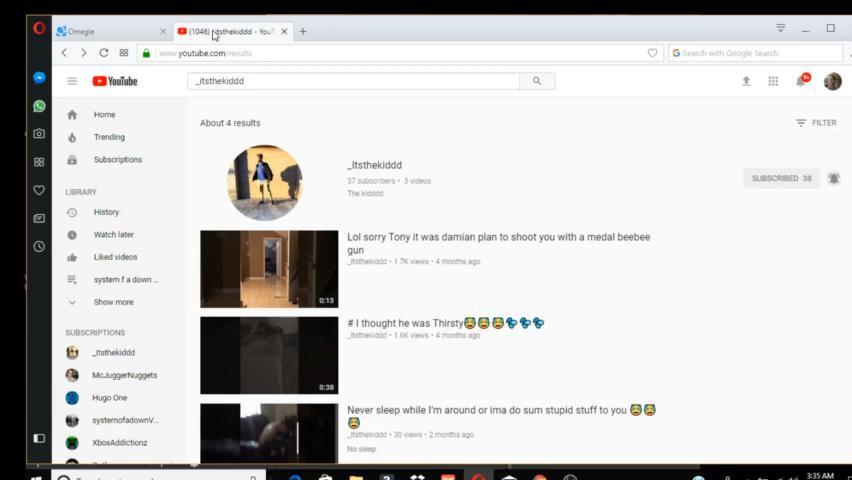 Omegle
(1046) _itsthekiddd - YouT
www.youtube.com/results
Search with Google Search
YouTube
_itsthekiddd
9+
Home
Trending
Subscriptions
LIBRARY
History
Watch later
Liked videos
system f a down ...
Show more
SUBSCRIPTIONS
_Itsthekiddd
McJuggerNuggets
Hugo One
systemofadownV...
XboxAddictionz
About 4 results
FILTER
_Itsthekiddd
37 subscribers • 3 videos
The kidddd.
SUBSCRIBED 38
Lol sorry Tony it was damian plan to shoot you with a medal beebee
gun
_Itsthekiddd • 1.7K views • 4 months ago
0:13
# I thought he was Thirsty
_Itsthekiddd • 1.6K views • 4 months ago
0:38
Never sleep while I'm around or ima do sum stupid stuff to you
_Itsthekiddd • 30 views • 2 months ago
No sleep.
3:35 AM